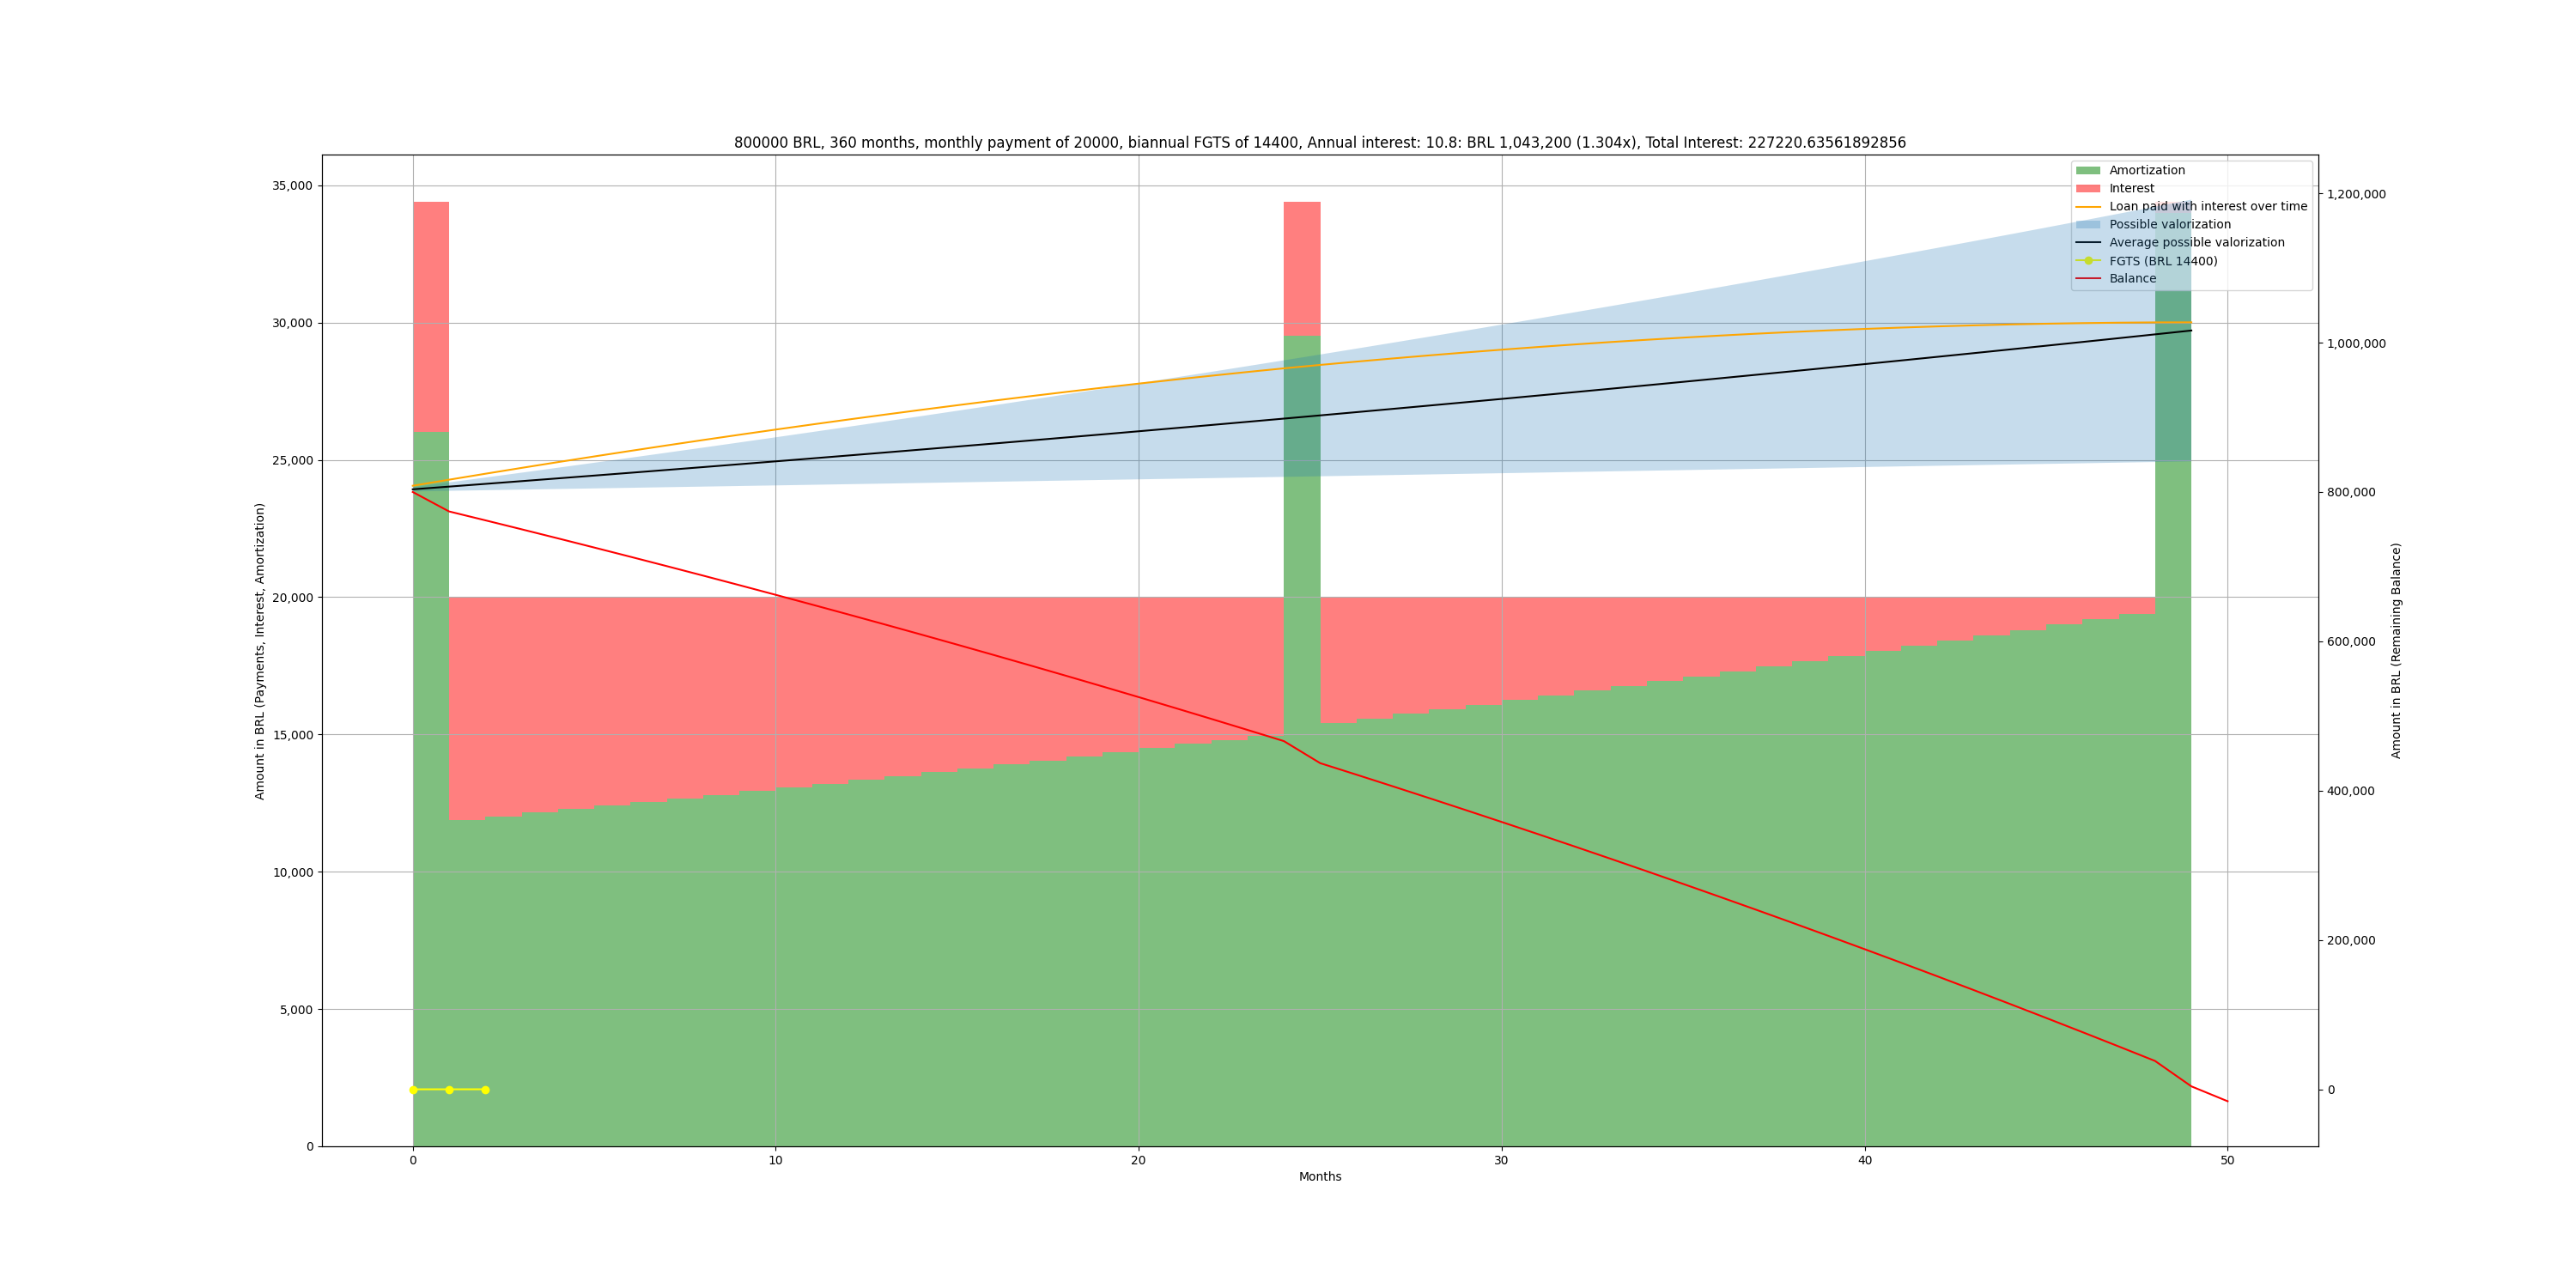 800000 BRL, 360 months, monthly payment of 20000, biannual FGTS of 14400, Annual interest: 10.8: BRL 1,043,200 (1.304x), Total Interest: 227220.63561892856
Amortization
Interest
Loan paid with interest over time
Possible valorization
Average possible valorization
FGTS (BRL 14400)
Balance
Amount in BRL (Payments, Interest, Amortization)
35,000
30,000
25,000
20,000
15,000
10,000
5,000
0
1,200,000
1,000,000
800,000
600,000
400,000
200,000
0
Amount in BRL (Remaining Balance)
0 10 20 30 40 50
Months